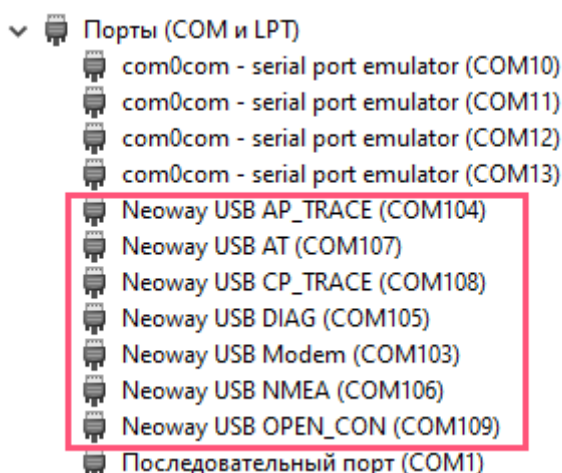 Порты (COM и LPT)
com0com - serial port emulator (COM10)
com0com - serial port emulator (COM11)
com0com - serial port emulator (COM12)
com0com - serial port emulator (COM13)
Neoway USB AP_TRACE (COM104)
Neoway USB AT (COM107)
Neoway USB CP_TRACE (COM108)
Neoway USB DIAG (COM105)
Neoway USB Modem (COM103)
Neoway USB NMEA (COM106)
Neoway USB OPEN_CON (COM109)
Последовательный порт (COM1)